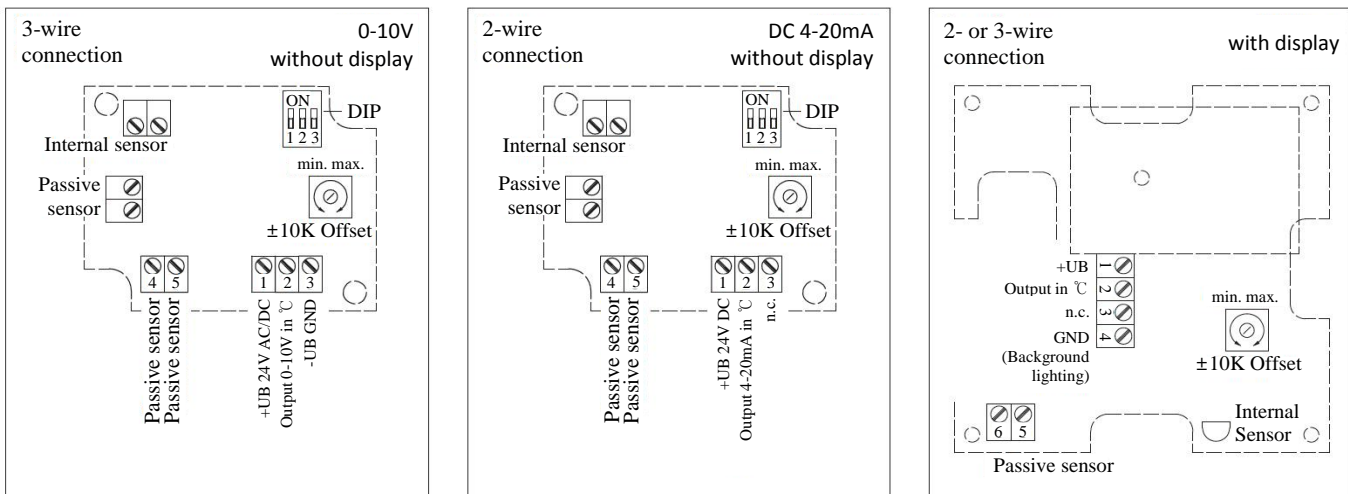 3-wire
connection
0-10V
without display
ON
1 2 3
DIP
Internal sensor
Passive
sensor
min. max.
±10K Offset
4 5
1 2 3
Passive sensor
Passive sensor
+UB 24V AC/DC
Output 0-10V in ℃
-UB GND
2-wire
connection
DC 4-20mA
without display
ON
1 2 3
DIP
Internal sensor
Passive
sensor
min. max.
±10K Offset
4 5
1 2 3
Passive sensor
Passive sensor
+UB 24V DC
Output 4-20mA in ℃
n.c.
2- or 3-wire
connection
with display
+UB 1
Output in ℃ 2
n.c. 3
GND 4
(Background
lighting)
min. max.
±10K Offset
6 5
Passive sensor
Internal
Sensor